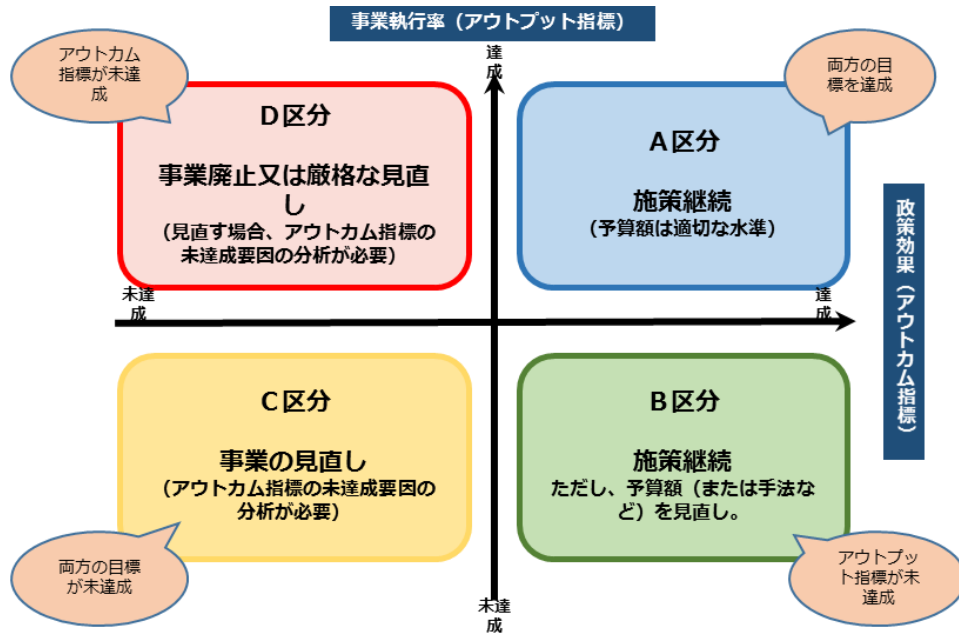 事業執行率（アウトプット指標）
アウトカム
指標が未達
成
達
成
両方の目
標を達成
D区分
事業廃止又は厳格な見直
し
（見直す場合、アウトカム指標の
未達成要因の分析が必要）
A区分
施策継続
（予算額は適切な水準）
政策効果（アウトカム指標）
未達
成
達
成
C区分
事業の見直し
（アウトカム指標の未達成要因の
分析が必要）
B区分
施策継続
ただし、予算額（または手法な
ど）を見直し。
両方の目標
が未達成
アウトプッ
ト指標が未
達成
未達
成